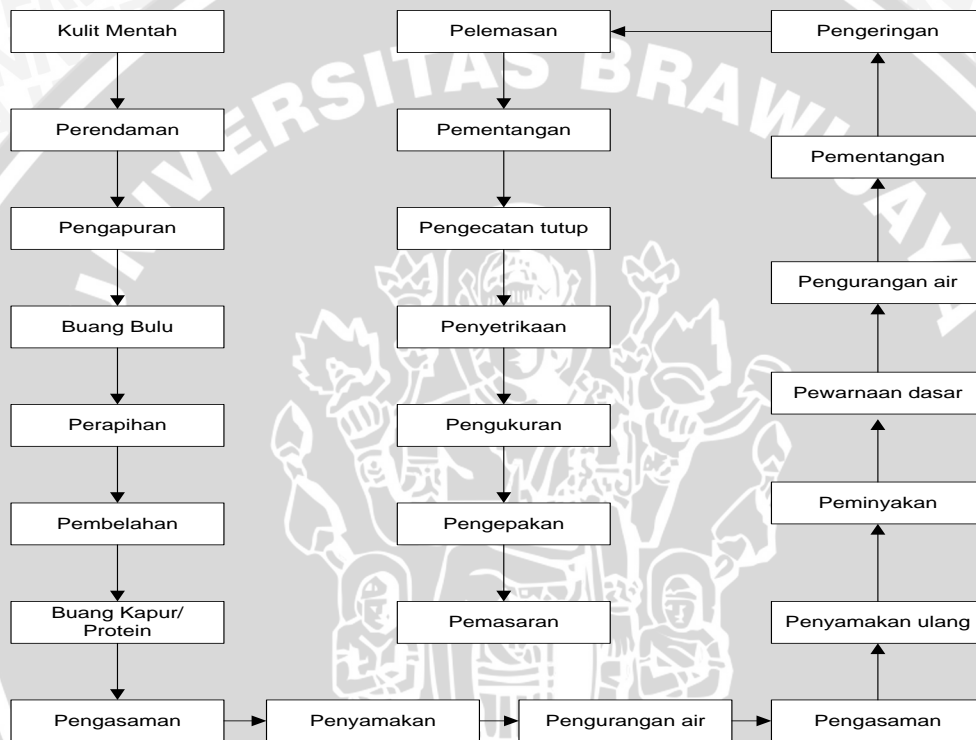 Kulit Mentah
Perendaman
Pengapuran
Buang Bulu
Perapihan
Pembelahan
Buang Kapur/
Protein
Pengasaman
Penyamakan
Pengurangan air
Pengasaman
Penyamakan ulang
Peminyakan
Pewarnaan dasar
Pengurangan air
Pementangan
Pengeringan
Pelemasan
Pementangan
Pengecatan tutup
Penyetrikaan
Pengukuran
Pengepakan
Pemasaran
UNIVERSITAS BRAWIJAYA